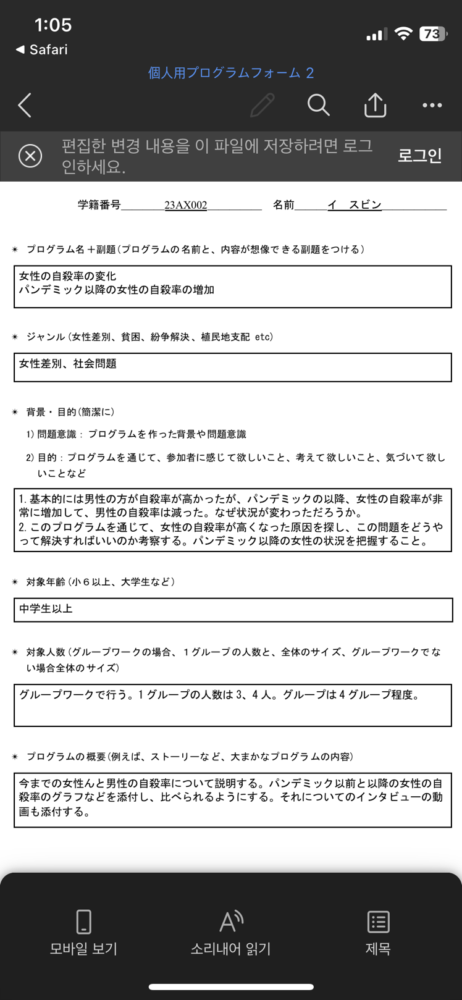 1:05
73
◀ Safari
個人用プログラムフォーム 2
편집한 변경 내용을 이 파일에 저장하려면 로그
인하세요.
로그인
学籍番号 23AX002 名前 イ スビン
* プログラム名＋副題(プログラムの名前と、内容が想像できる副題をつける)
女性の自殺率の変化
パンデミック以降の女性の自殺率の増加
* ジャンル(女性差別、貧困、紛争解決、植民地支配 etc)
女性差別、社会問題
* 背景・目的(簡潔に)
1) 問題意識：プログラムを作った背景や問題意識
2) 目的：プログラムを通じて、参加者に感じて欲しいこと、考えて欲しいこと、気づいて欲し
いことなど
1. 基本的には男性の方が自殺率が高かったが、パンデミックの以降、女性の自殺率が非
常に増加して、男性の自殺率は減った。なぜ状況が変わっただろうか。
2. このプログラムを通じて、女性の自殺率が高くなった原因を探し、この問題をどうや
って解決すればいいのか考察する。パンデミック以降の女性の状況を把握すること。
* 対象年齢(小６以上、大学生など)
中学生以上
* 対象人数(グループワークの場合、１グループの人数と、全体のサイズ、グループワークでな
い場合全体のサイズ)
グループワークで行う。1 グループの人数は 3、4 人。グループは 4 グループ程度。
* プログラムの概要(例えば、ストーリーなど、大まかなプログラムの内容)
今までの女性んと男性の自殺率について説明する。パンデミック以前と以降の女性の自
殺率のグラフなどを添付し、比べられるようにする。それについてのインタビューの動
画も添付する。
모바일 보기
소리내어 읽기
제목